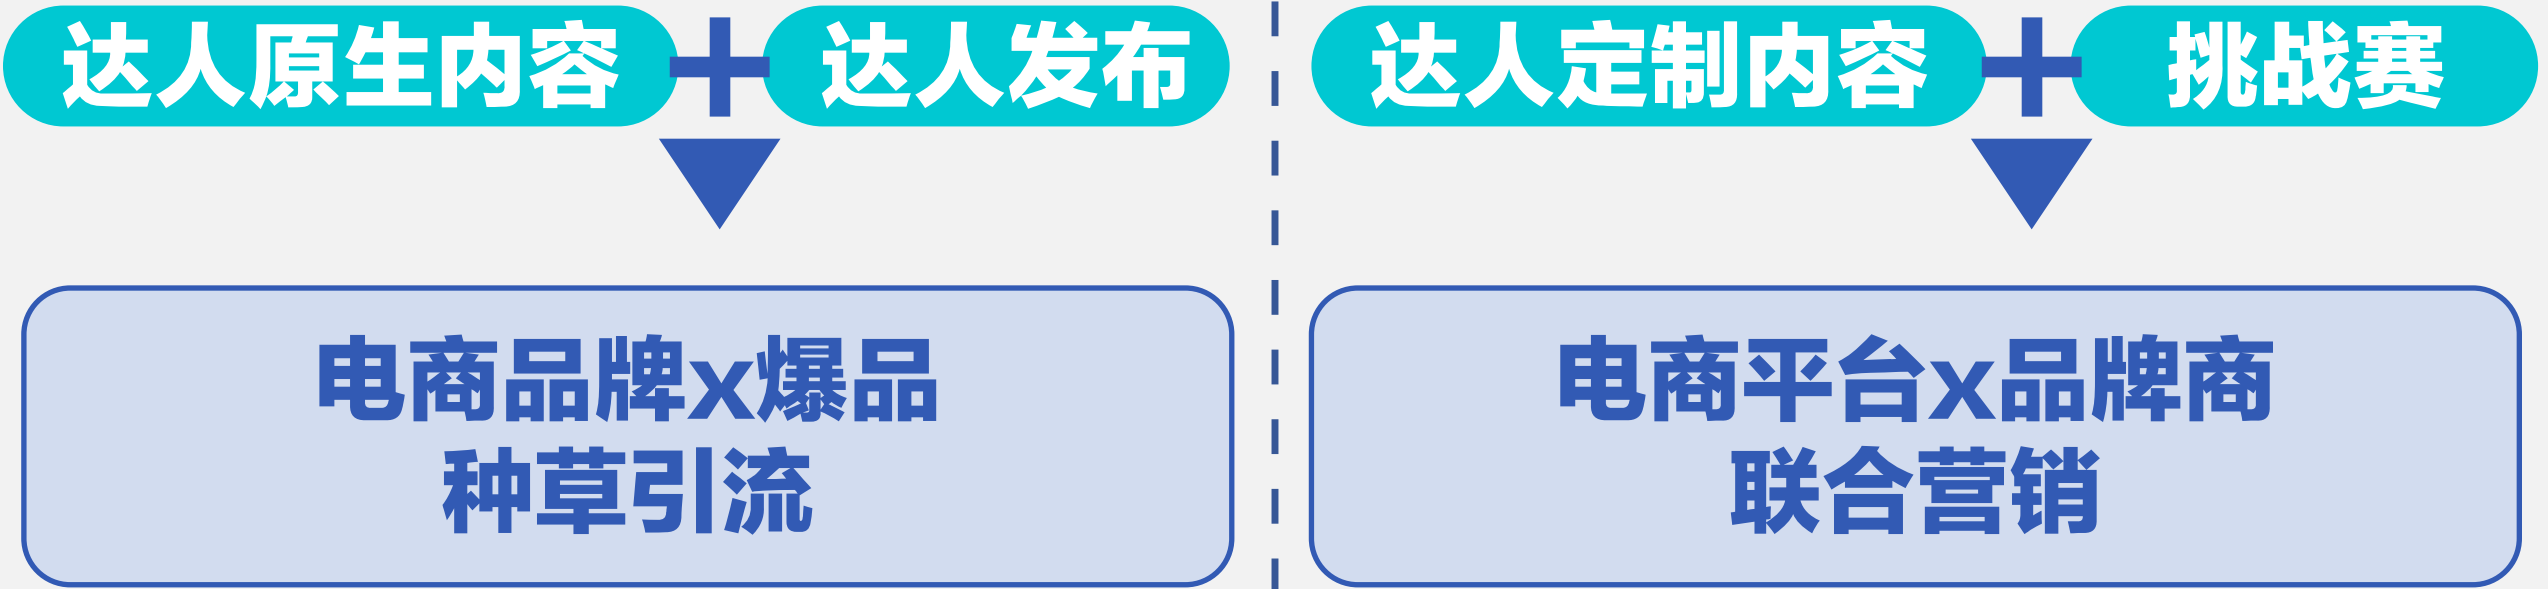 达人原生内容 + 达人发布
电商品牌x爆品
种草引流
达人定制内容 + 挑战赛
电商平台x品牌商
联合营销